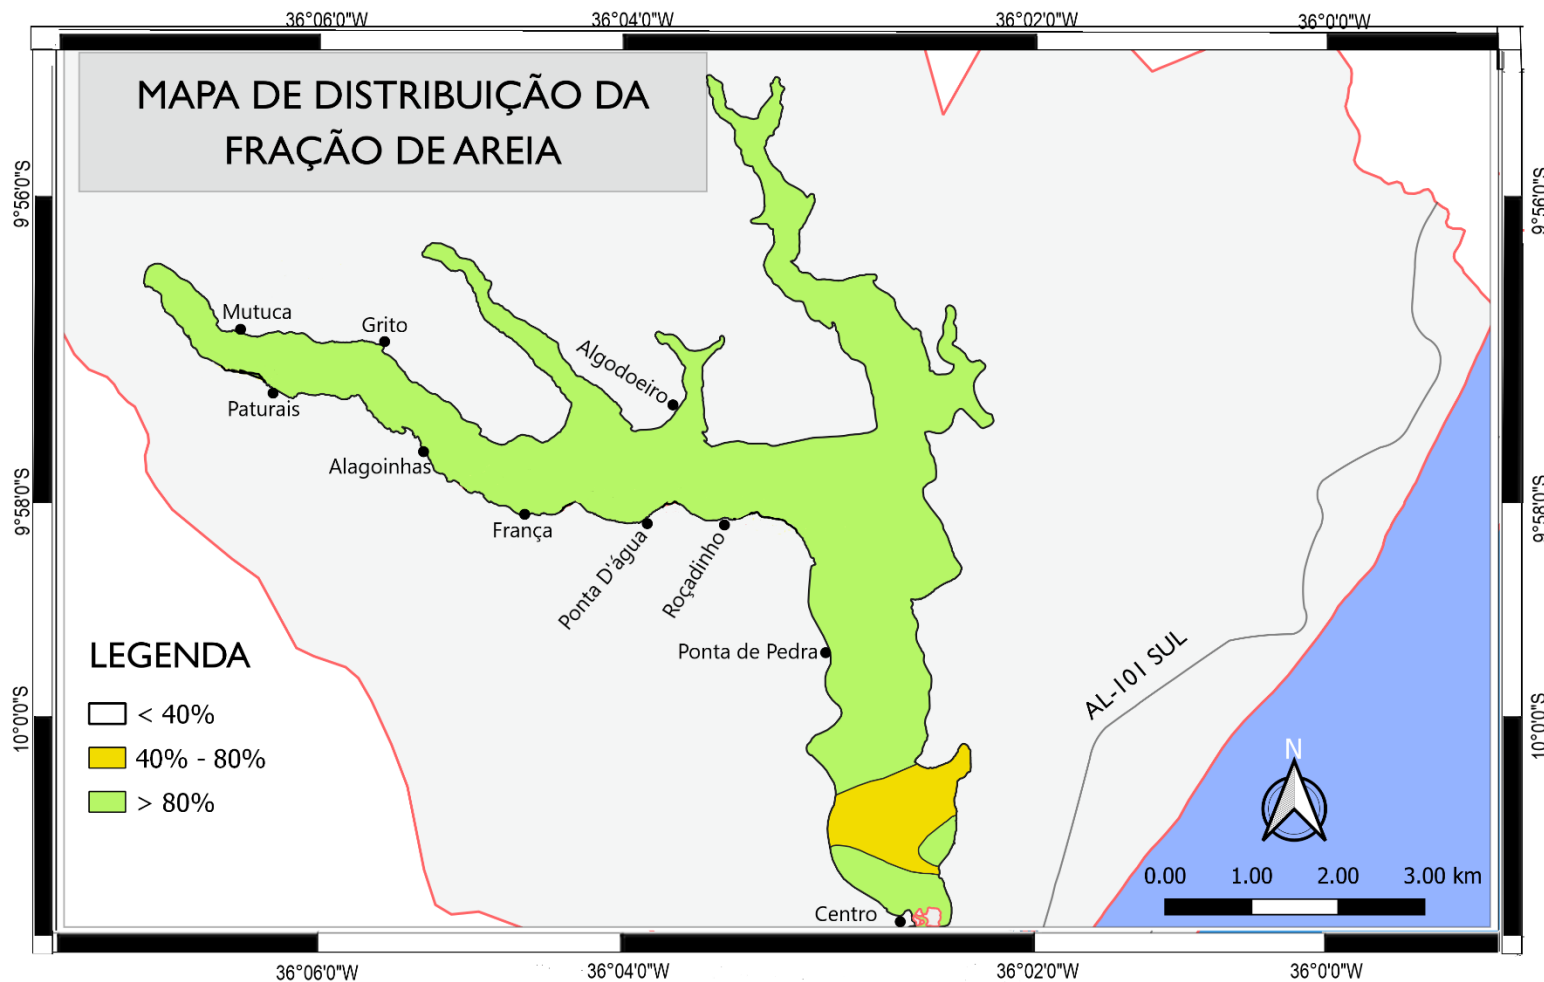 36°06'0"W 36°04'0"W 36°02'0"W 36°0'0"W
MAPA DE DISTRIBUIÇÃO DA
FRAÇÃO DE AREIA
9°56'0"S
9°56'0"S
Mutuca
Grito
Algodoeiro
Paturais
Alagoinhas
9°58'0"S
9°58'0"S
França
Ponta D'água
Roçadinho
Ponta de Pedra
LEGENDA
< 40%
40% - 80%
> 80%
10°0'0"S
10°0'0"S
AL-101 SUL
N
0.00 1.00 2.00 3.00 km
Centro
36°06'0"W 36°04'0"W 36°02'0"W 36°0'0"W